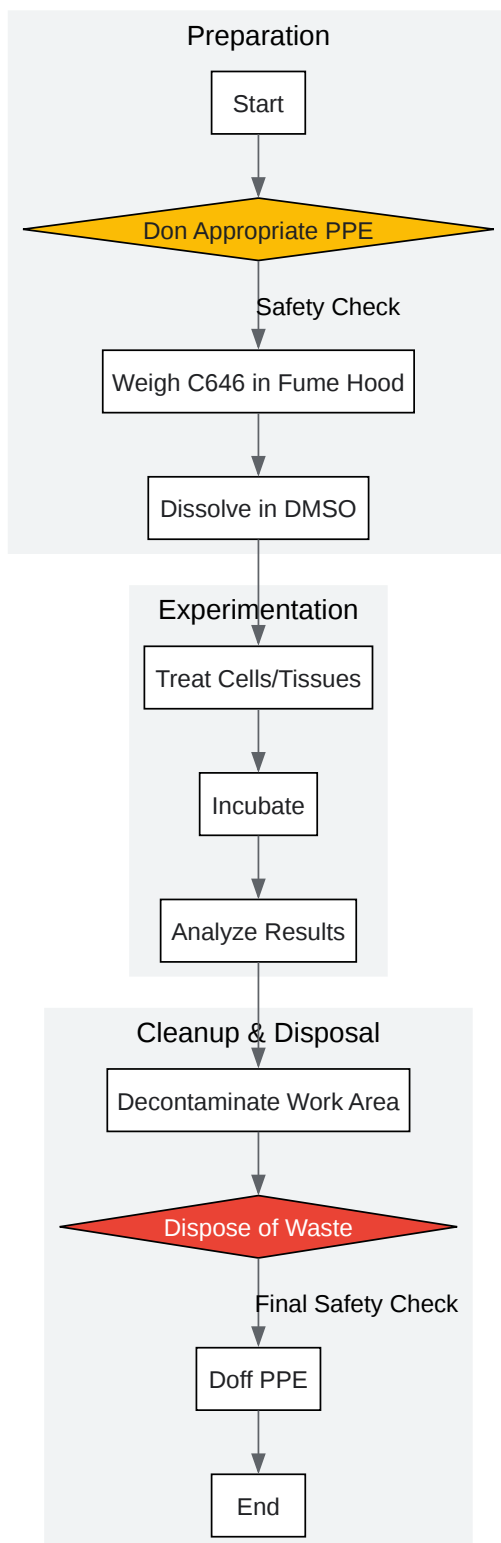 Preparation
Start
Don Appropriate PPE
Safety Check
Weigh C646 in Fume Hood
Dissolve in DMSO
Experimentation
Treat Cells/Tissues
Incubate
Analyze Results
Cleanup & Disposal
Decontaminate Work Area
Dispose of Waste
Final Safety Check
Doff PPE
End